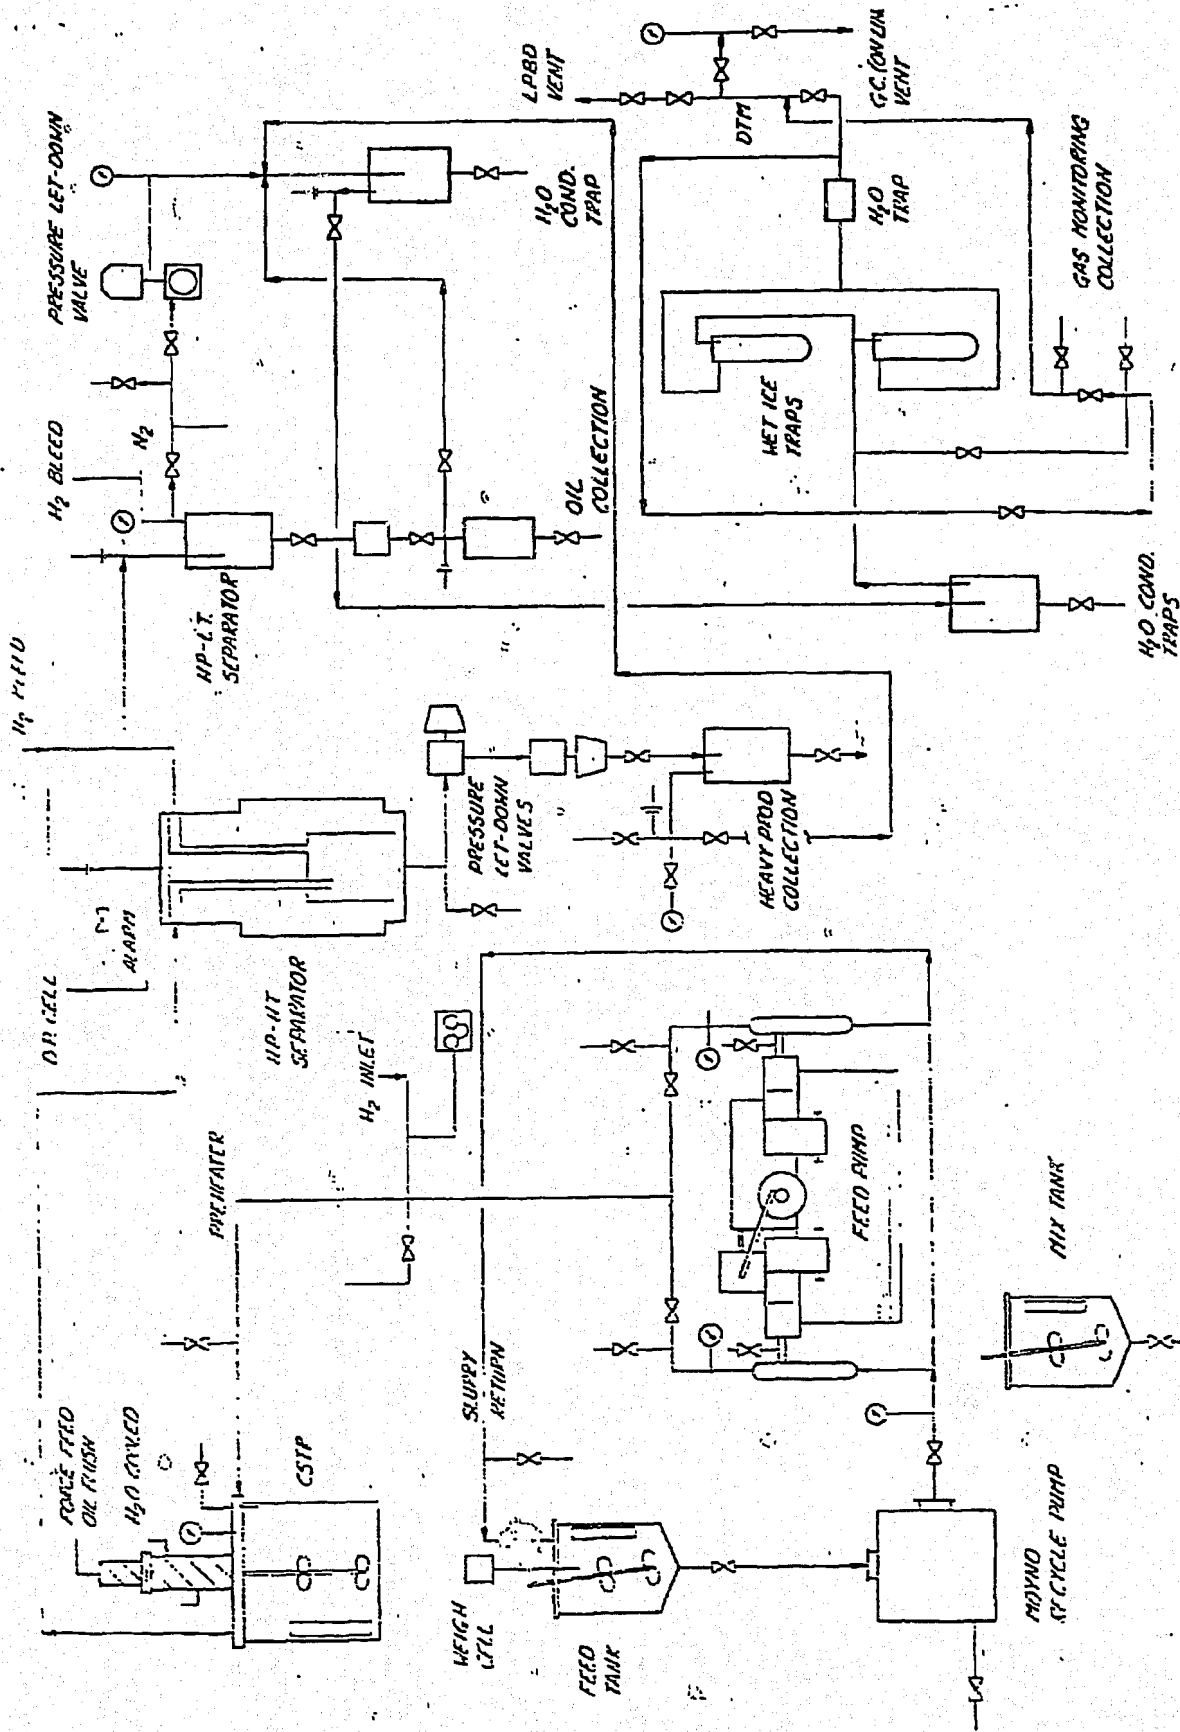 FORCE FEED
OIL FLUSH
H₂O COOLED
CSTR
PREHEATER
D.P. CELL
ALARM
HP-HT
SEPARATOR
H₂ INLET
H₂ BLEED
N₂
HP-LT.
SEPARATOR
PRESSURE LET-DOWN
VALVE
H₂O
COND.
TRAP
OIL
COLLECTION
LPBD
VENT
DTM
VENT
H₂O
TRAP
WET ICE
TRAPS
GAS MONITORING
COLLECTION
H₂O COND.
TRAPS
PRESSURE
LET-DOWN
VALVES
HEAVY PROD
COLLECTION
WEIGH
CELL
SLURRY
RETURN
FEED
TANK
FEED PUMP
MIX TANK
MOYNO
RECYCLE PUMP